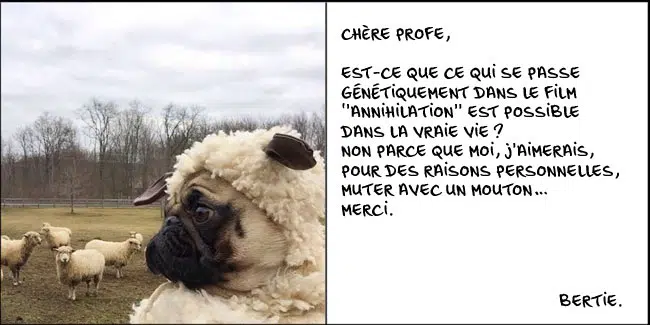 CHÈRE PROFE,
EST-CE QUE CE QUI SE PASSE
GÉNÉTIQUEMENT DANS LE FILM
"ANNIHILATION" EST POSSIBLE
DANS LA VRAIE VIE ?
NON PARCE QUE MOI, J'AIMERAIS,
POUR DES RAISONS PERSONNELLES,
MUTER AVEC UN MOUTON...
MERCI.
BERTIE.